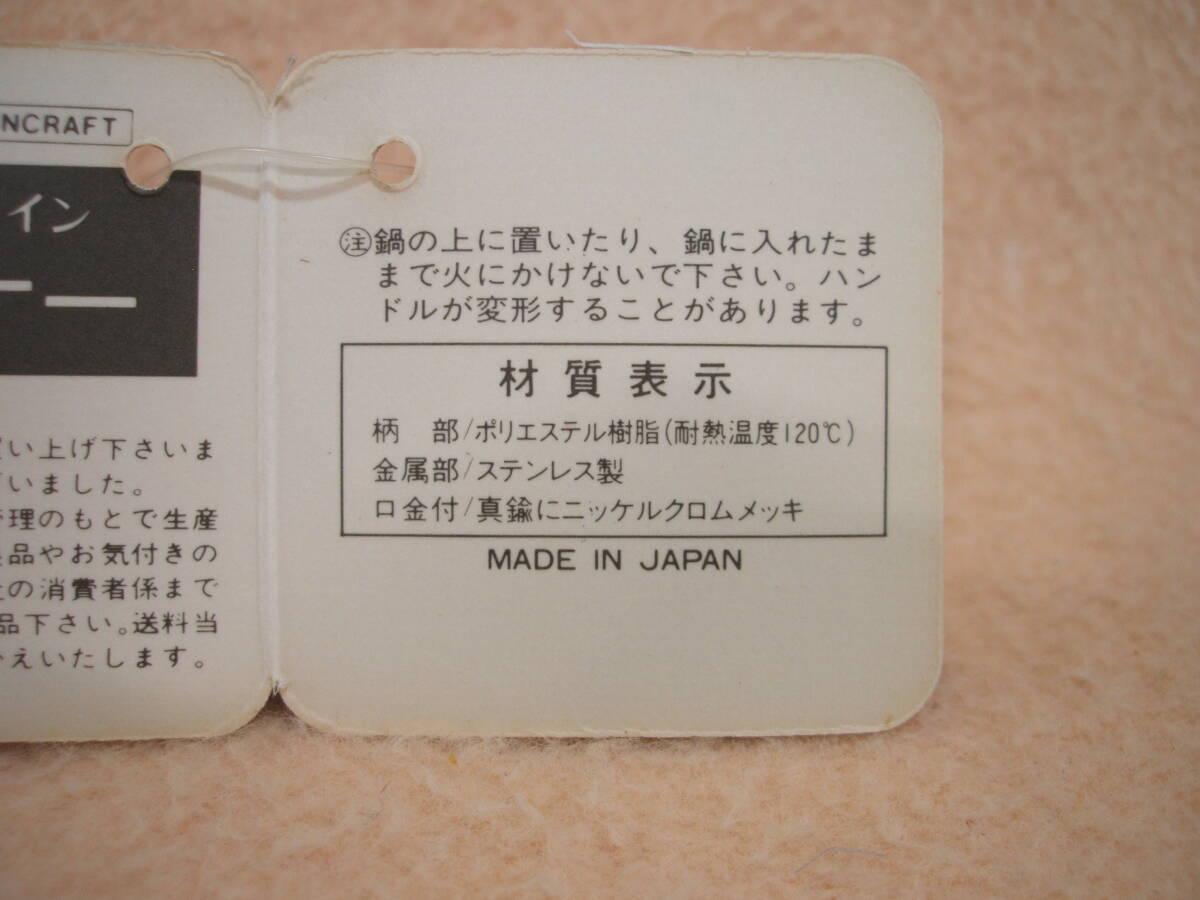 NCRAFT
イン
い上げ下さいま
いました。
理のもとで生産
品やお気付きの
の消費者係まで
品下さい。送料当
えいたします。
㊟鍋の上に置いたり、鍋に入れたま
まで火にかけないで下さい。ハン
ドルが変形することがあります。
材質表示
柄 部/ポリエステル樹脂(耐熱温度120℃)
金属部/ステンレス製
口金付/真鍮にニッケルクロムメッキ
MADE IN JAPAN